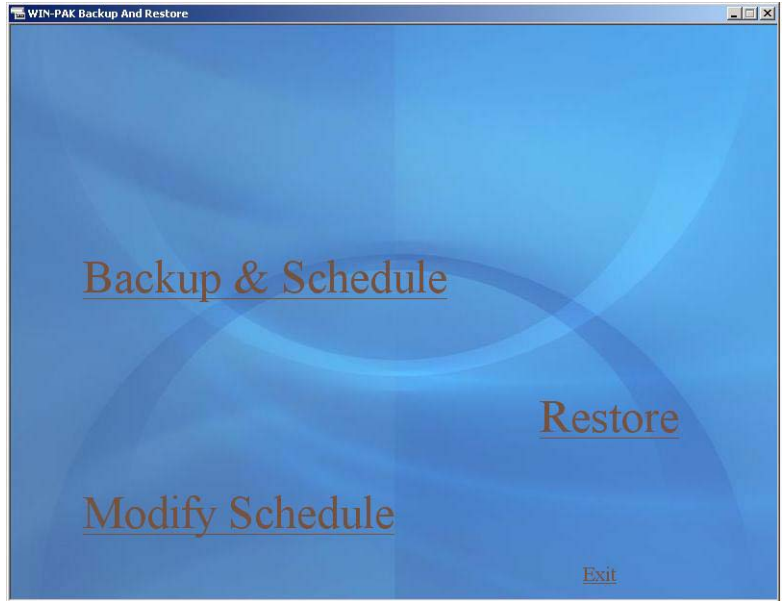 WIN-PAK Backup And Restore
Backup & Schedule
Restore
Modify Schedule
Exit